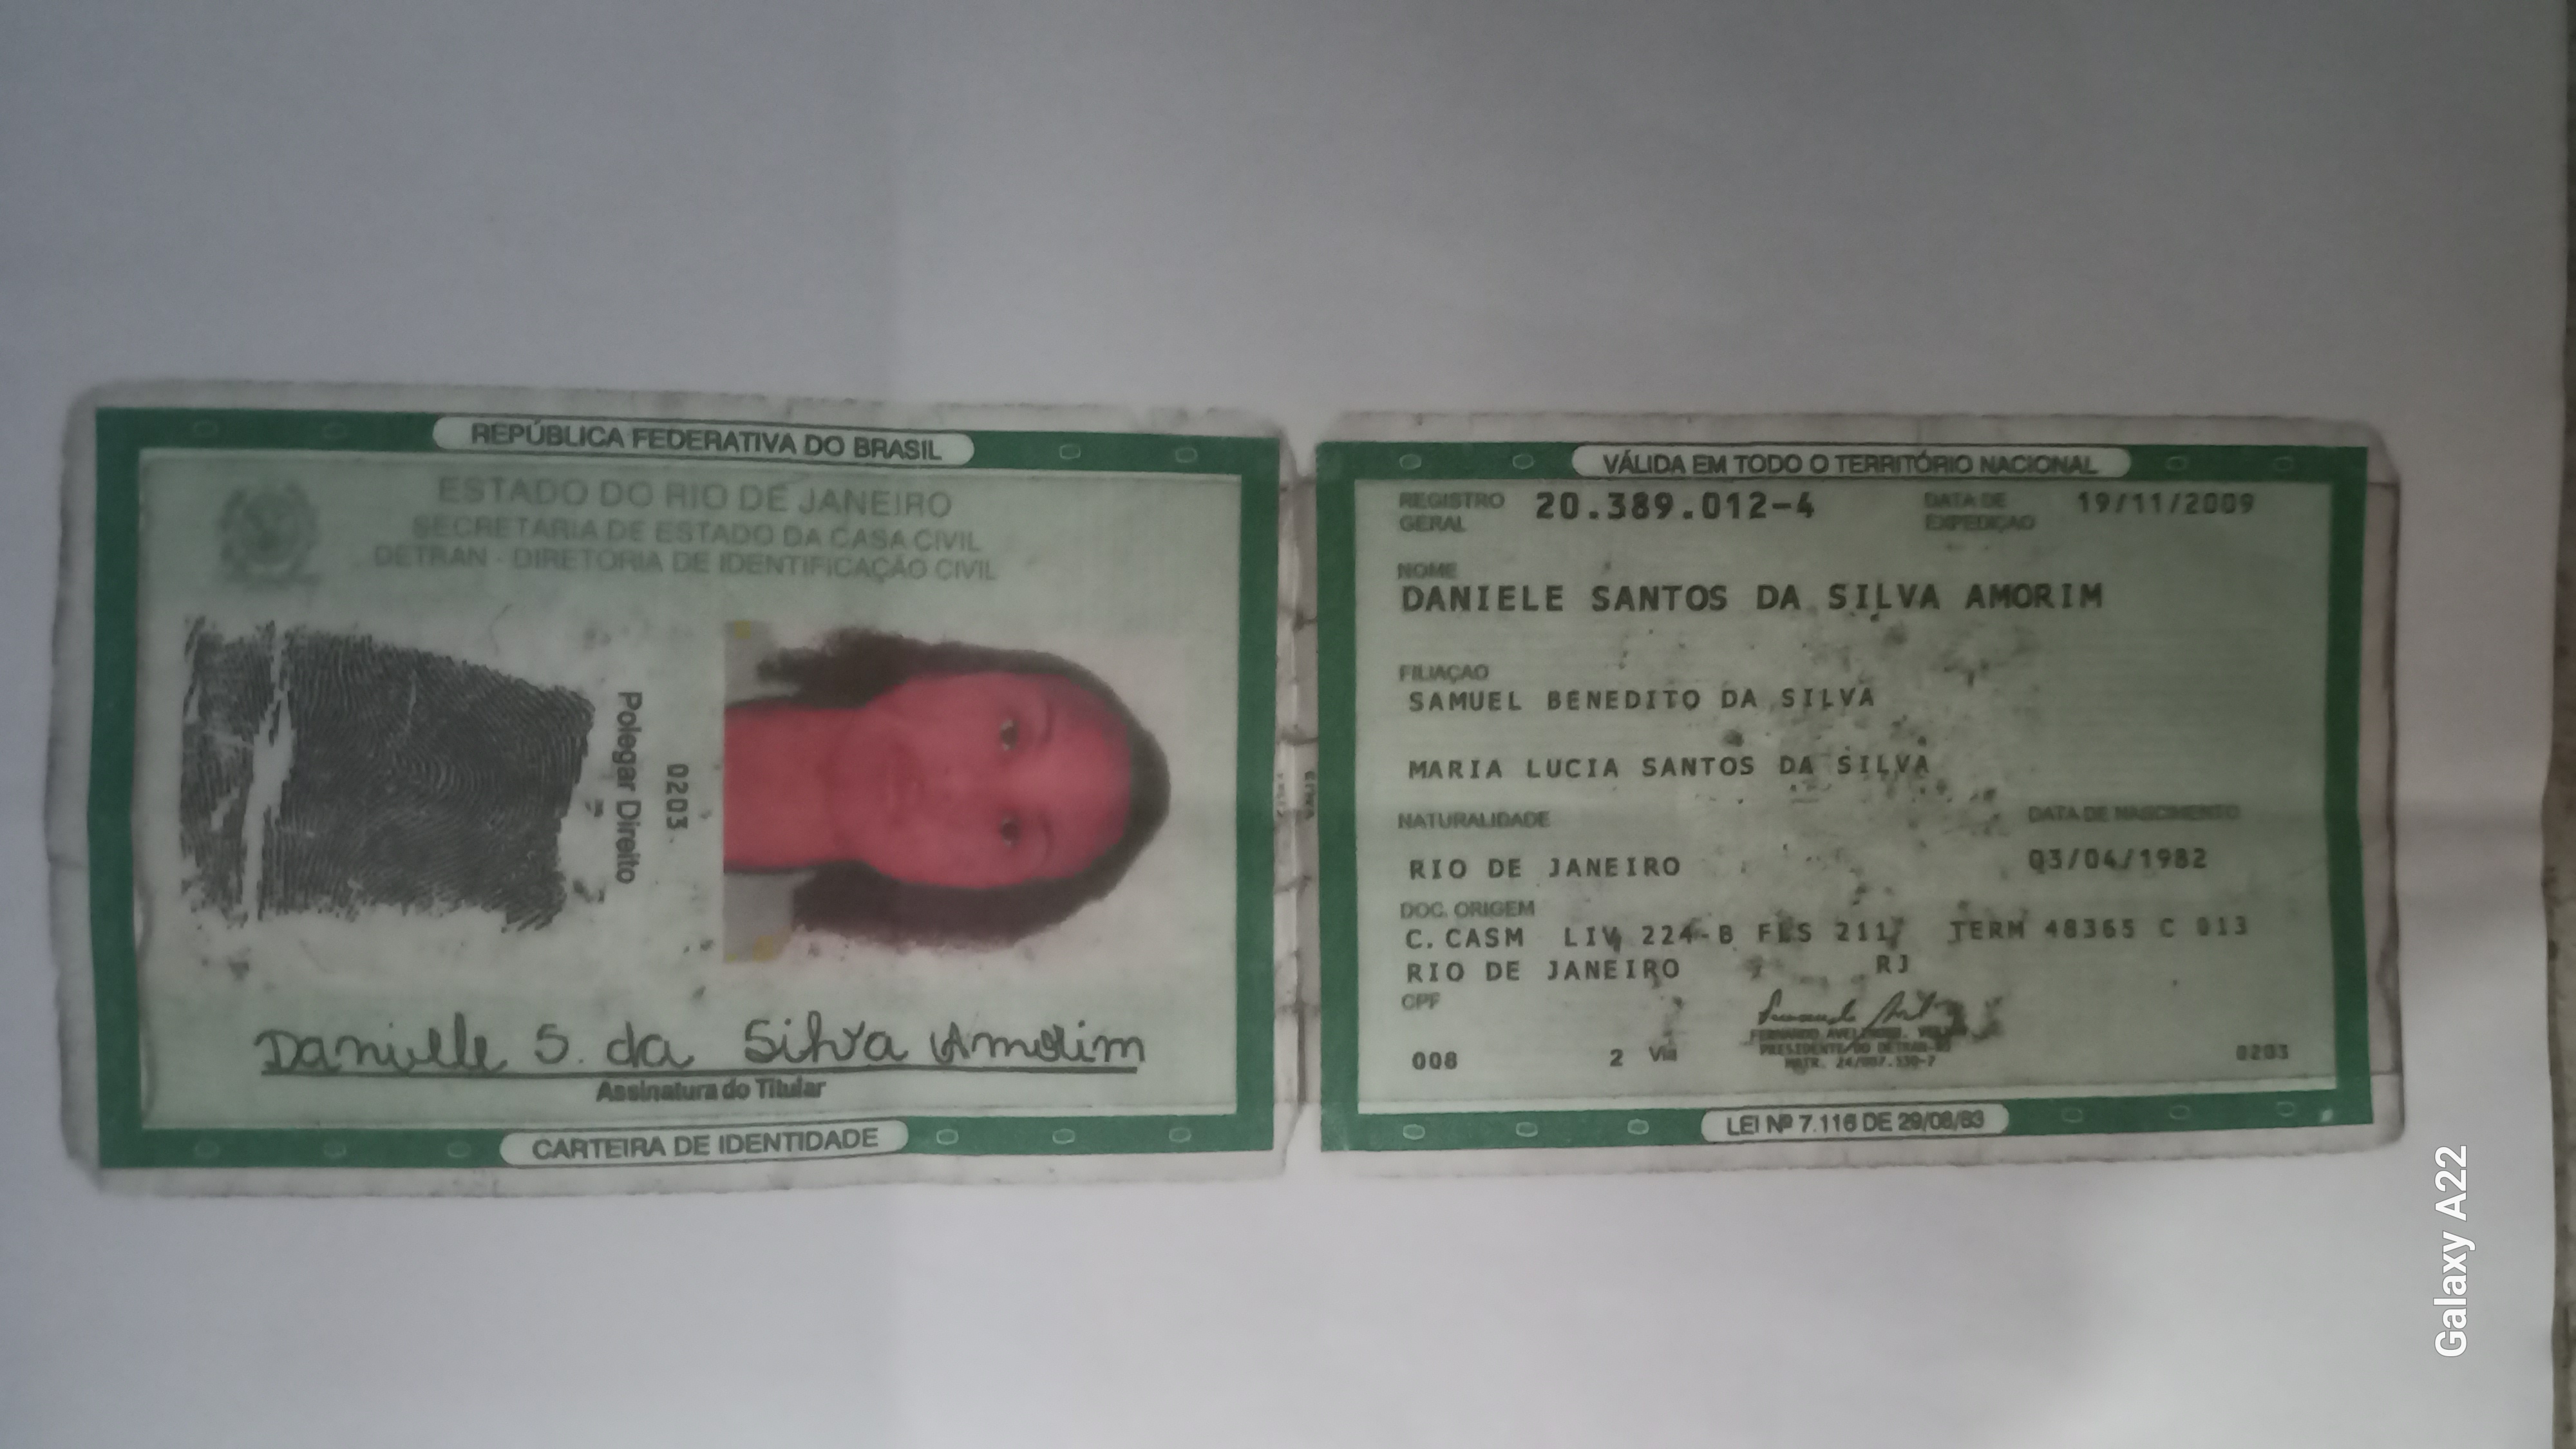 REPÚBLICA FEDERATIVA DO BRASIL
ESTADO DO RIO DE JANEIRO
SECRETARIA DE ESTADO DA CASA CIVIL
DETRAN - DIRETORIA DE IDENTIFICAÇÃO CIVIL
Polegar Direito
0203
Danielle S. da Silva Amorim
Assinatura do Titular
CARTEIRA DE IDENTIDADE
VÁLIDA EM TODO O TERRITÓRIO NACIONAL
REGISTRO GERAL 20.389.012-4 DATA DE EXPEDIÇÃO 19/11/2009
NOME
DANIELE SANTOS DA SILVA AMORIM
FILIAÇÃO
SAMUEL BENEDITO DA SILVA
MARIA LUCIA SANTOS DA SILVA
NATURALIDADE DATA DE NASCIMENTO
RIO DE JANEIRO 03/04/1982
DOC. ORIGEM
C.CASM LIV 224-B FLS 211 TERM 48365 C 013
RIO DE JANEIRO RJ
CPF
008 2 Via
PRESIDENTE DO DETRAN
0203
LEI Nº 7.116 DE 29/08/83
Galaxy A22